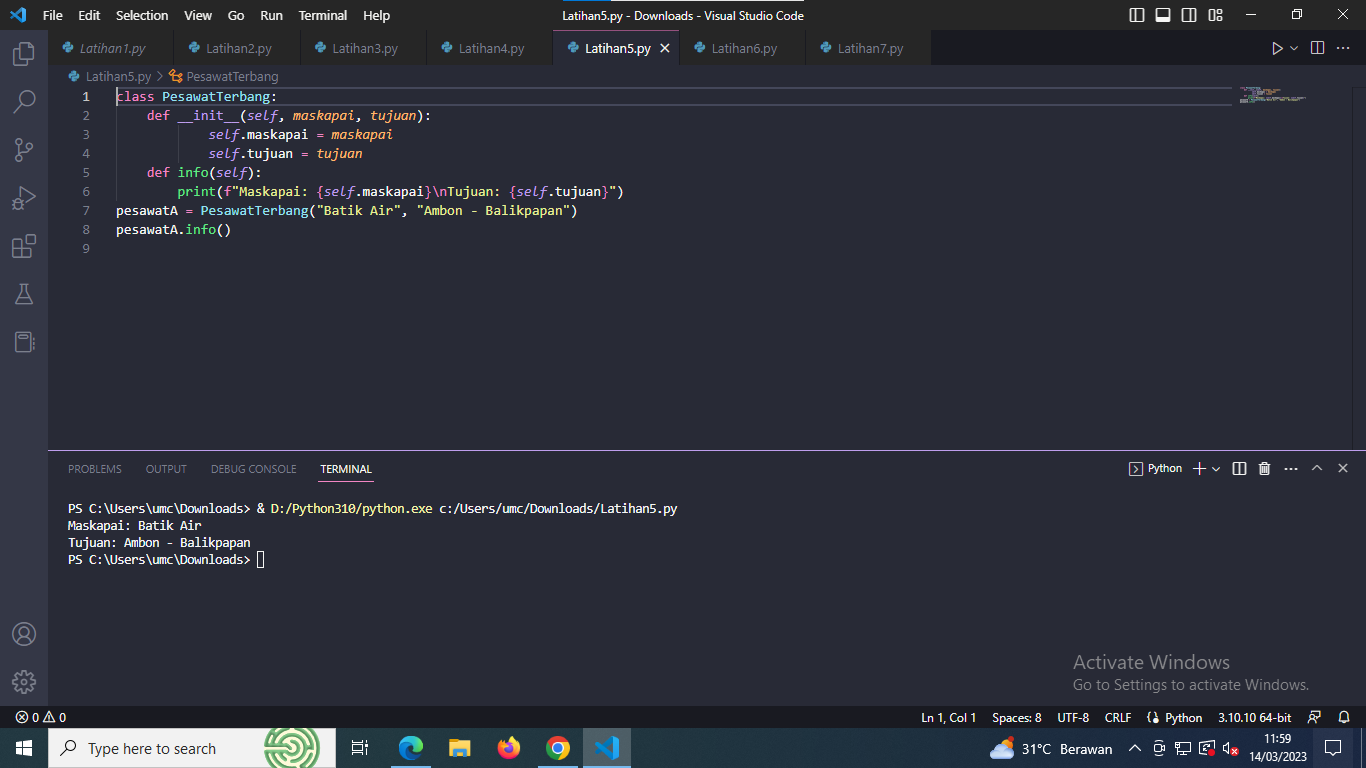 File Edit Selection View Go Run Terminal Help Latihan5.py - Downloads - Visual Studio Code
Latihan1.py Latihan2.py Latihan3.py Latihan4.py Latihan5.py Latihan6.py Latihan7.py
Latihan5.py > PesawatTerbang
1 class PesawatTerbang:
2     def __init__(self, maskapai, tujuan):
3             self.maskapai = maskapai
4             self.tujuan = tujuan
5     def info(self):
6         print(f"Maskapai: {self.maskapai}\nTujuan: {self.tujuan}")
7 pesawatA = PesawatTerbang("Batik Air", "Ambon - Balikpapan")
8 pesawatA.info()
9
PROBLEMS OUTPUT DEBUG CONSOLE TERMINAL Python
PS C:\Users\umc\Downloads> & D:/Python310/python.exe c:/Users/umc/Downloads/Latihan5.py
Maskapai: Batik Air
Tujuan: Ambon - Balikpapan
PS C:\Users\umc\Downloads>
Activate Windows
Go to Settings to activate Windows.
0 0 Ln 1, Col 1 Spaces: 8 UTF-8 CRLF Python 3.10.10 64-bit
Type here to search 31°C Berawan 11:59
14/03/2023